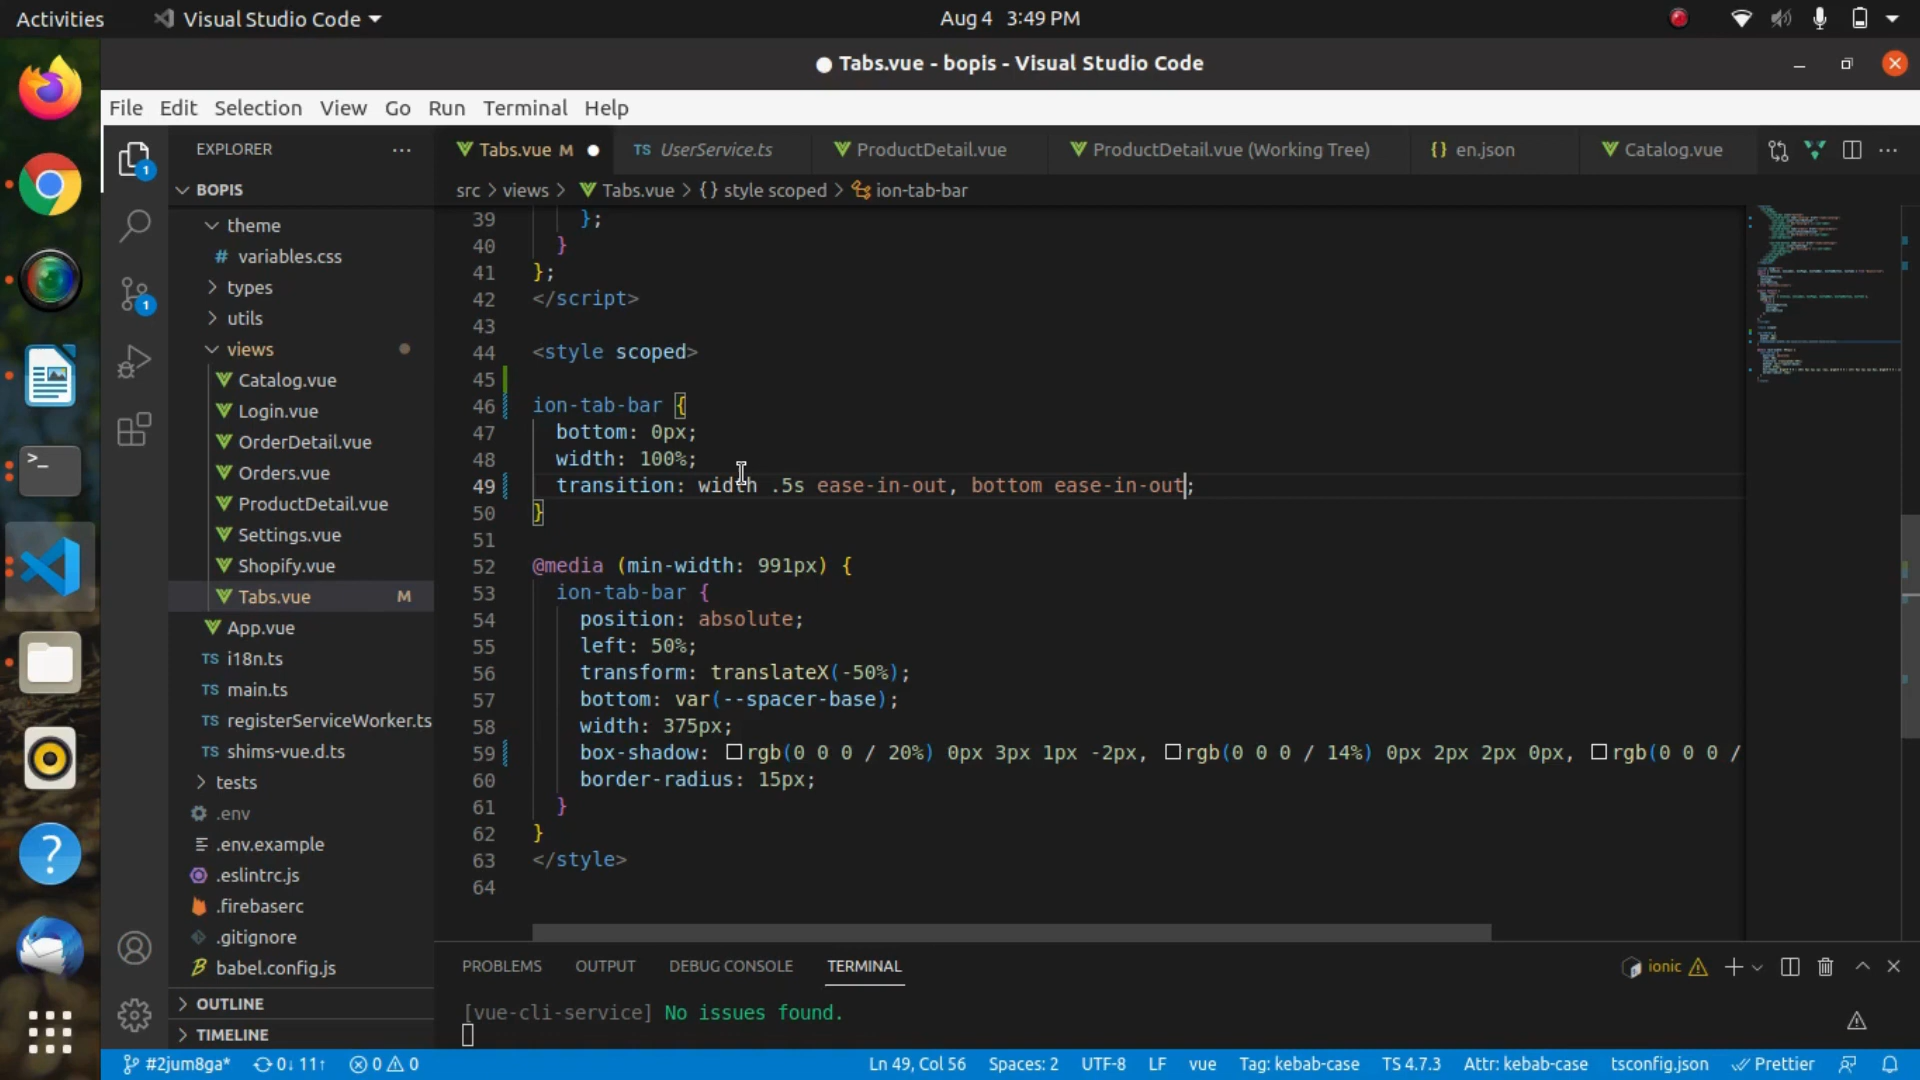 Activities
Visual Studio Code
Aug 4 3:49 PM
● Tabs.vue - bopis - Visual Studio Code
File Edit Selection View Go Run Terminal Help
EXPLORER
Tabs.vue M
TS UserService.ts
ProductDetail.vue
ProductDetail.vue (Working Tree)
{} en.json
Catalog.vue
src > views > Tabs.vue > {} style scoped > ion-tab-bar
BOPIS
theme
# variables.css
types
utils
views
Catalog.vue
Login.vue
OrderDetail.vue
Orders.vue
ProductDetail.vue
Settings.vue
Shopify.vue
Tabs.vue M
App.vue
TS i18n.ts
TS main.ts
TS registerServiceWorker.ts
TS shims-vue.d.ts
tests
.env
.env.example
.eslintrc.js
.firebaserc
.gitignore
babel.config.js
OUTLINE
TIMELINE
1
1
39 };
40 }
41 };
42 </script>
43
44 <style scoped>
45
46 ion-tab-bar {
47 bottom: 0px;
48 width: 100%;
49 transition: width .5s ease-in-out, bottom ease-in-out;
50 }
51
52 @media (min-width: 991px) {
53 ion-tab-bar {
54 position: absolute;
55 left: 50%;
56 transform: translateX(-50%);
57 bottom: var(--spacer-base);
58 width: 375px;
59 box-shadow: rgb(0 0 0 / 20%) 0px 3px 1px -2px, rgb(0 0 0 / 14%) 0px 2px 2px 0px, rgb(0 0 0 /
60 border-radius: 15px;
61 }
62 }
63 </style>
64
PROBLEMS OUTPUT DEBUG CONSOLE TERMINAL
ionic
[vue-cli-service] No issues found.
#2jum8ga* 0↓ 11↑ 0 0
Ln 49, Col 56 Spaces: 2 UTF-8 LF vue Tag: kebab-case TS 4.7.3 Attr: kebab-case tsconfig.json Prettier